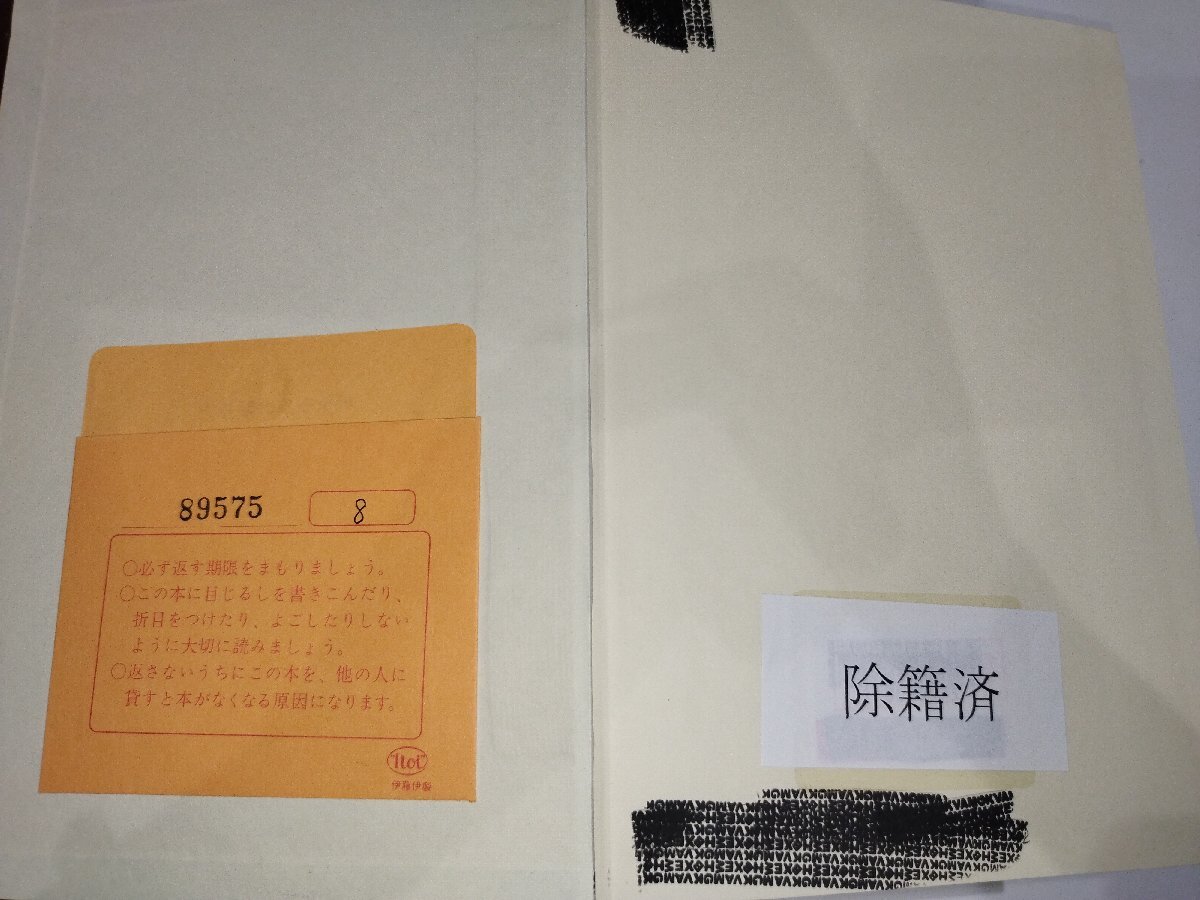 89575
8
○必ず返す期限をまもりましょう。
○この本に目じるしを書きこんだり、
折目をつけたり、よごしたりしない
ように大切に読みましょう。
○返さないうちにこの本を、他の人に
貸すと本がなくなる原因になります。
Itoi
伊藤伊製
除籍済